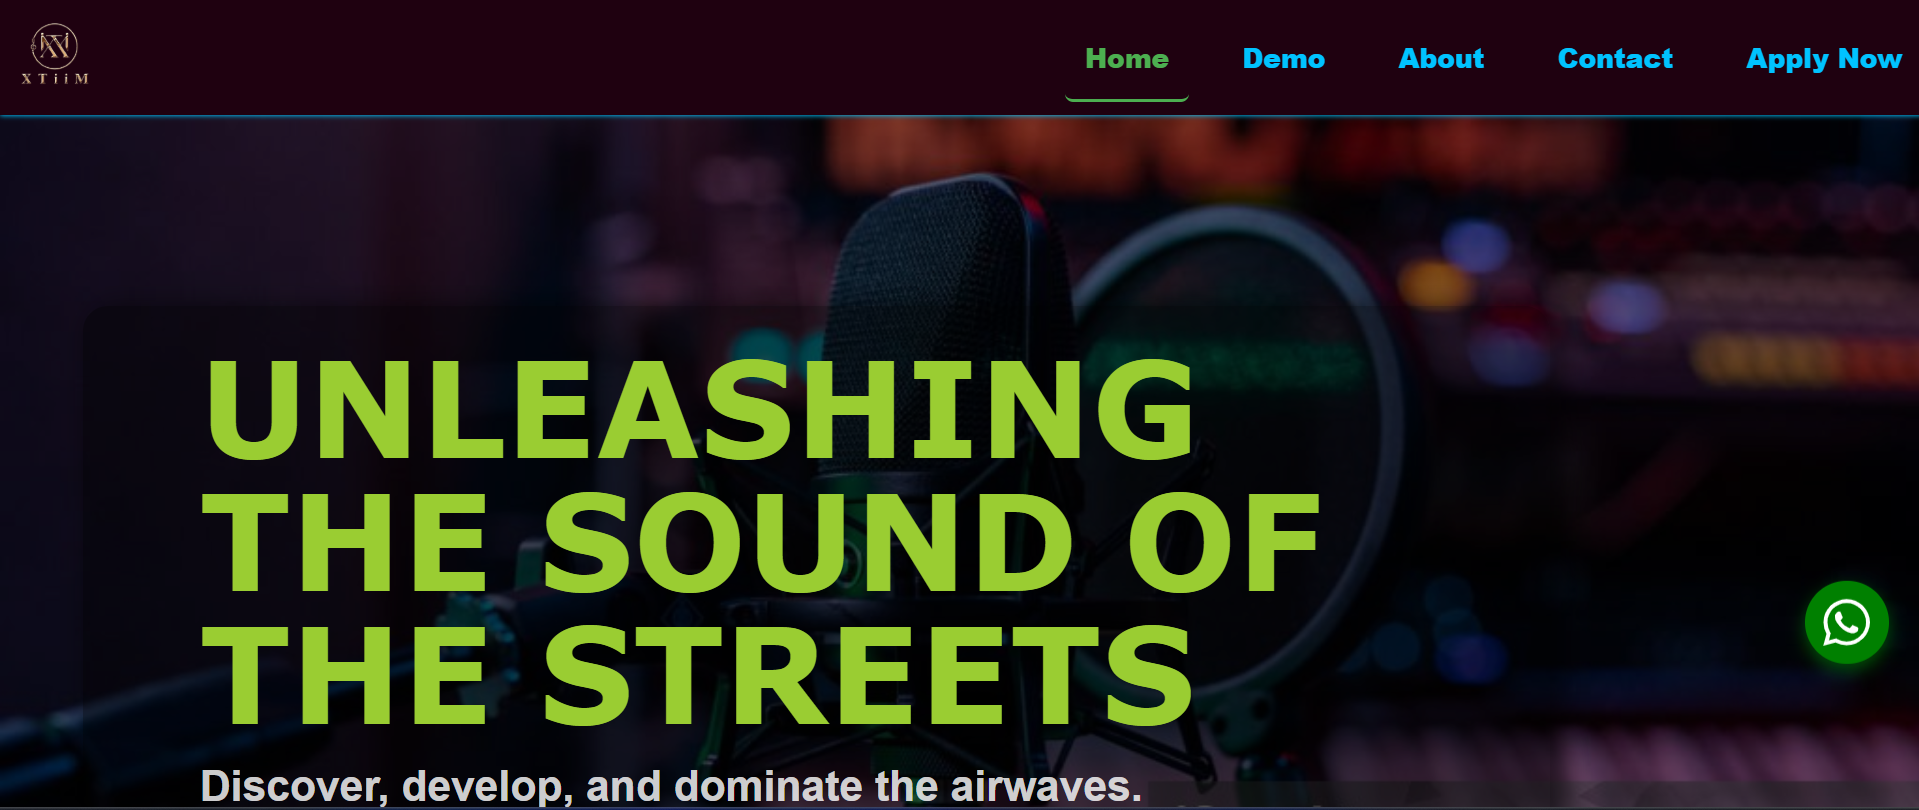 XTiiM
Home Demo About Contact Apply Now
UNLEASHING
THE SOUND OF
THE STREETS
Discover, develop, and dominate the airwaves.